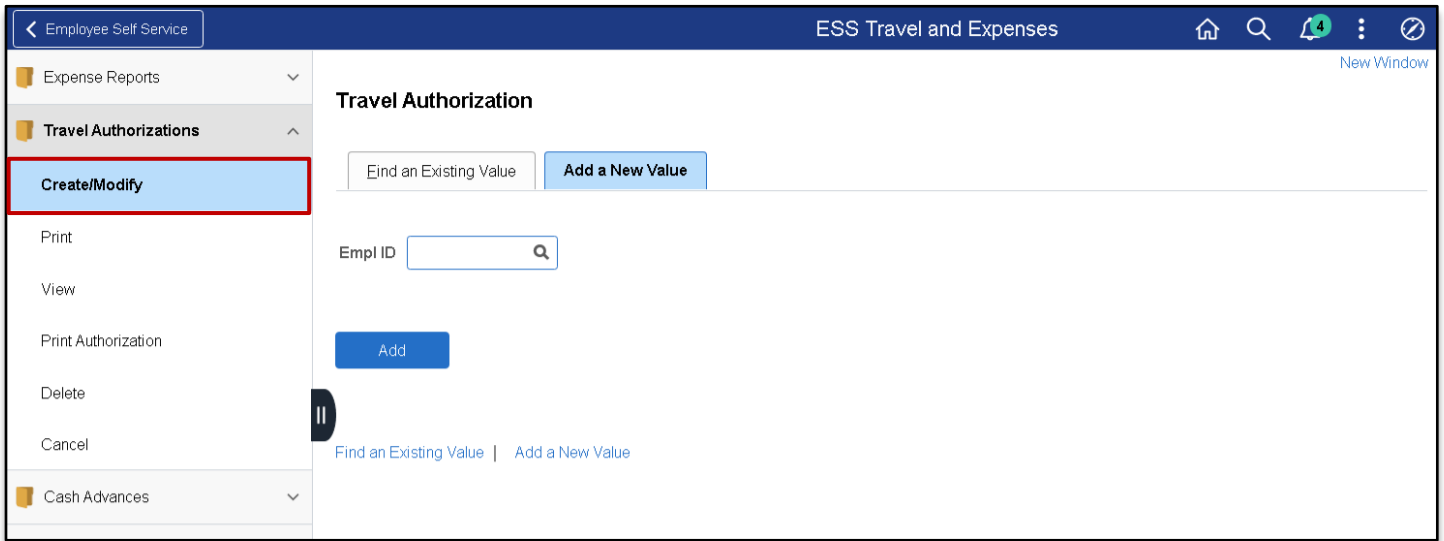 Employee Self Service
ESS Travel and Expenses
4
New Window
Expense Reports
Travel Authorizations
Create/Modify
Print
View
Print Authorization
Delete
Cancel
Cash Advances
Travel Authorization
Find an Existing Value
Add a New Value
Empl ID
Add
Find an Existing Value | Add a New Value